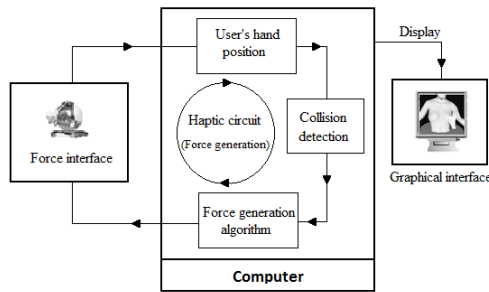 User's hand
position
Display
Haptic circuit
(Force generation)
Collision
detection
Force interface
Graphical interface
Force generation
algorithm
Computer